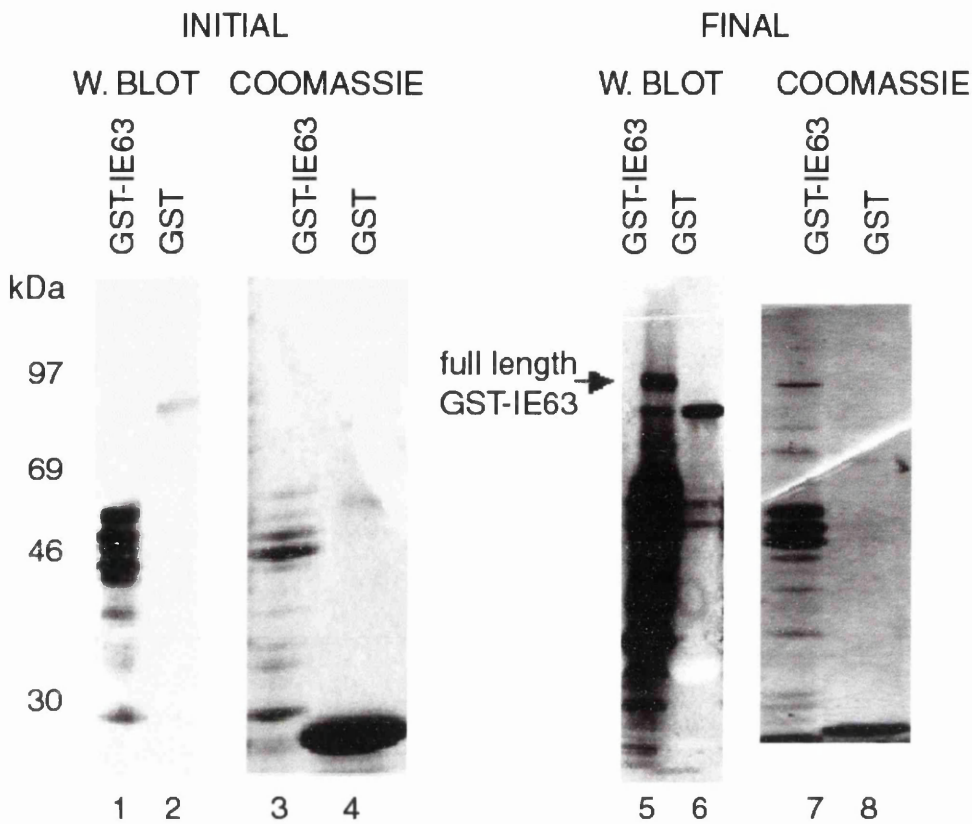 INITIAL FINAL
W. BLOT COOMASSIE W. BLOT COOMASSIE
GST-IE63 GST GST-IE63 GST GST-IE63 GST GST-IE63 GST
kDa
97
69
46
30
full length
GST-IE63
1 2 3 4 5 6 7 8